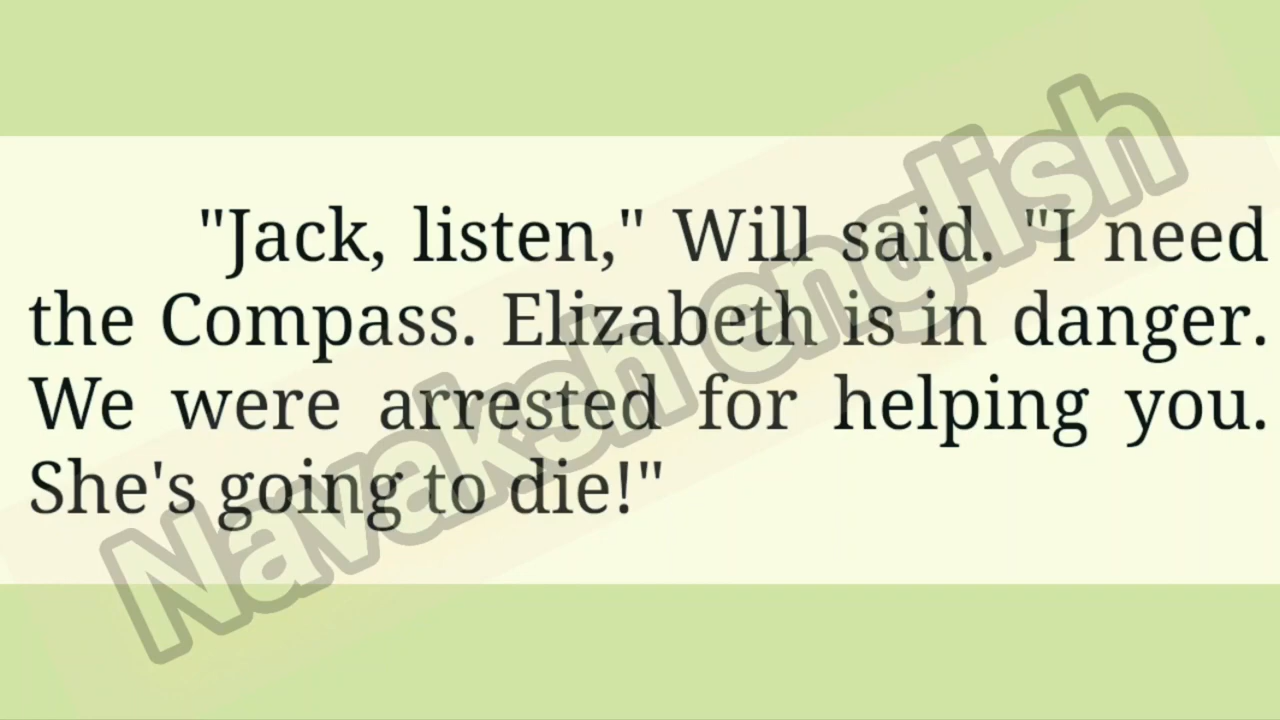 "Jack, listen," Will said. "I need
the Compass. Elizabeth is in danger.
We were arrested for helping you.
She's going to die!"
Navaksh english